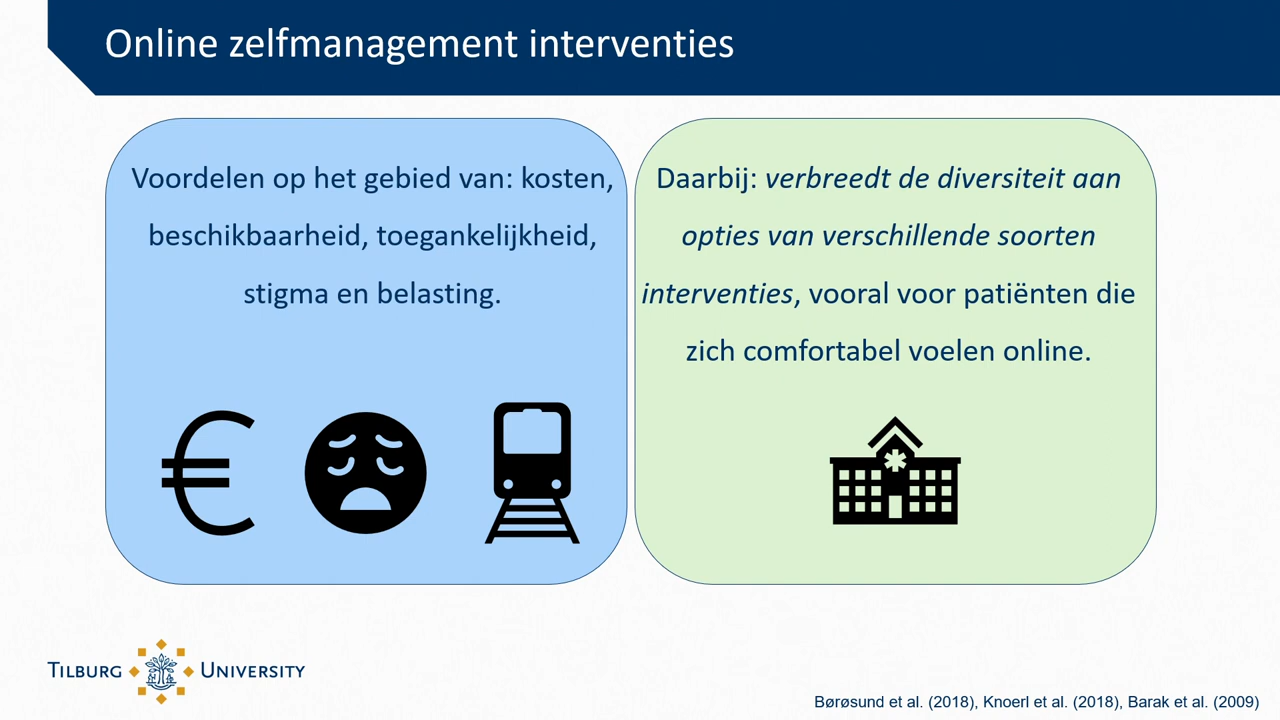 Online zelfmanagement interventies
Voordelen op het gebied van: kosten,
beschikbaarheid, toegankelijkheid,
stigma en belasting.
Daarbij: verbreedt de diversiteit aan
opties van verschillende soorten
interventies, vooral voor patiënten die
zich comfortabel voelen online.
TILBURG UNIVERSITY
Børøsund et al. (2018), Knoerl et al. (2018), Barak et al. (2009)